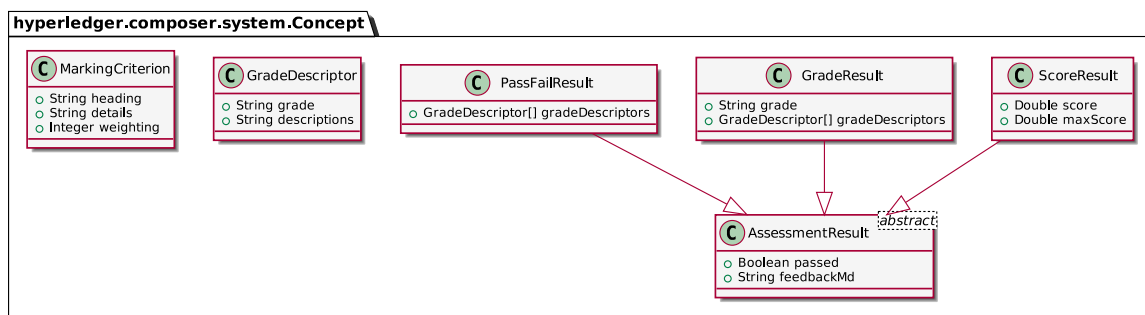 hyperledger.composer.system.Concept
C MarkingCriterion
String heading
String details
Integer weighting
C GradeDescriptor
String grade
String descriptions
C PassFailResult
GradeDescriptor[] gradeDescriptors
C GradeResult
String grade
GradeDescriptor[] gradeDescriptors
C ScoreResult
Double score
Double maxScore
abstract
C AssessmentResult
Boolean passed
String feedbackMd